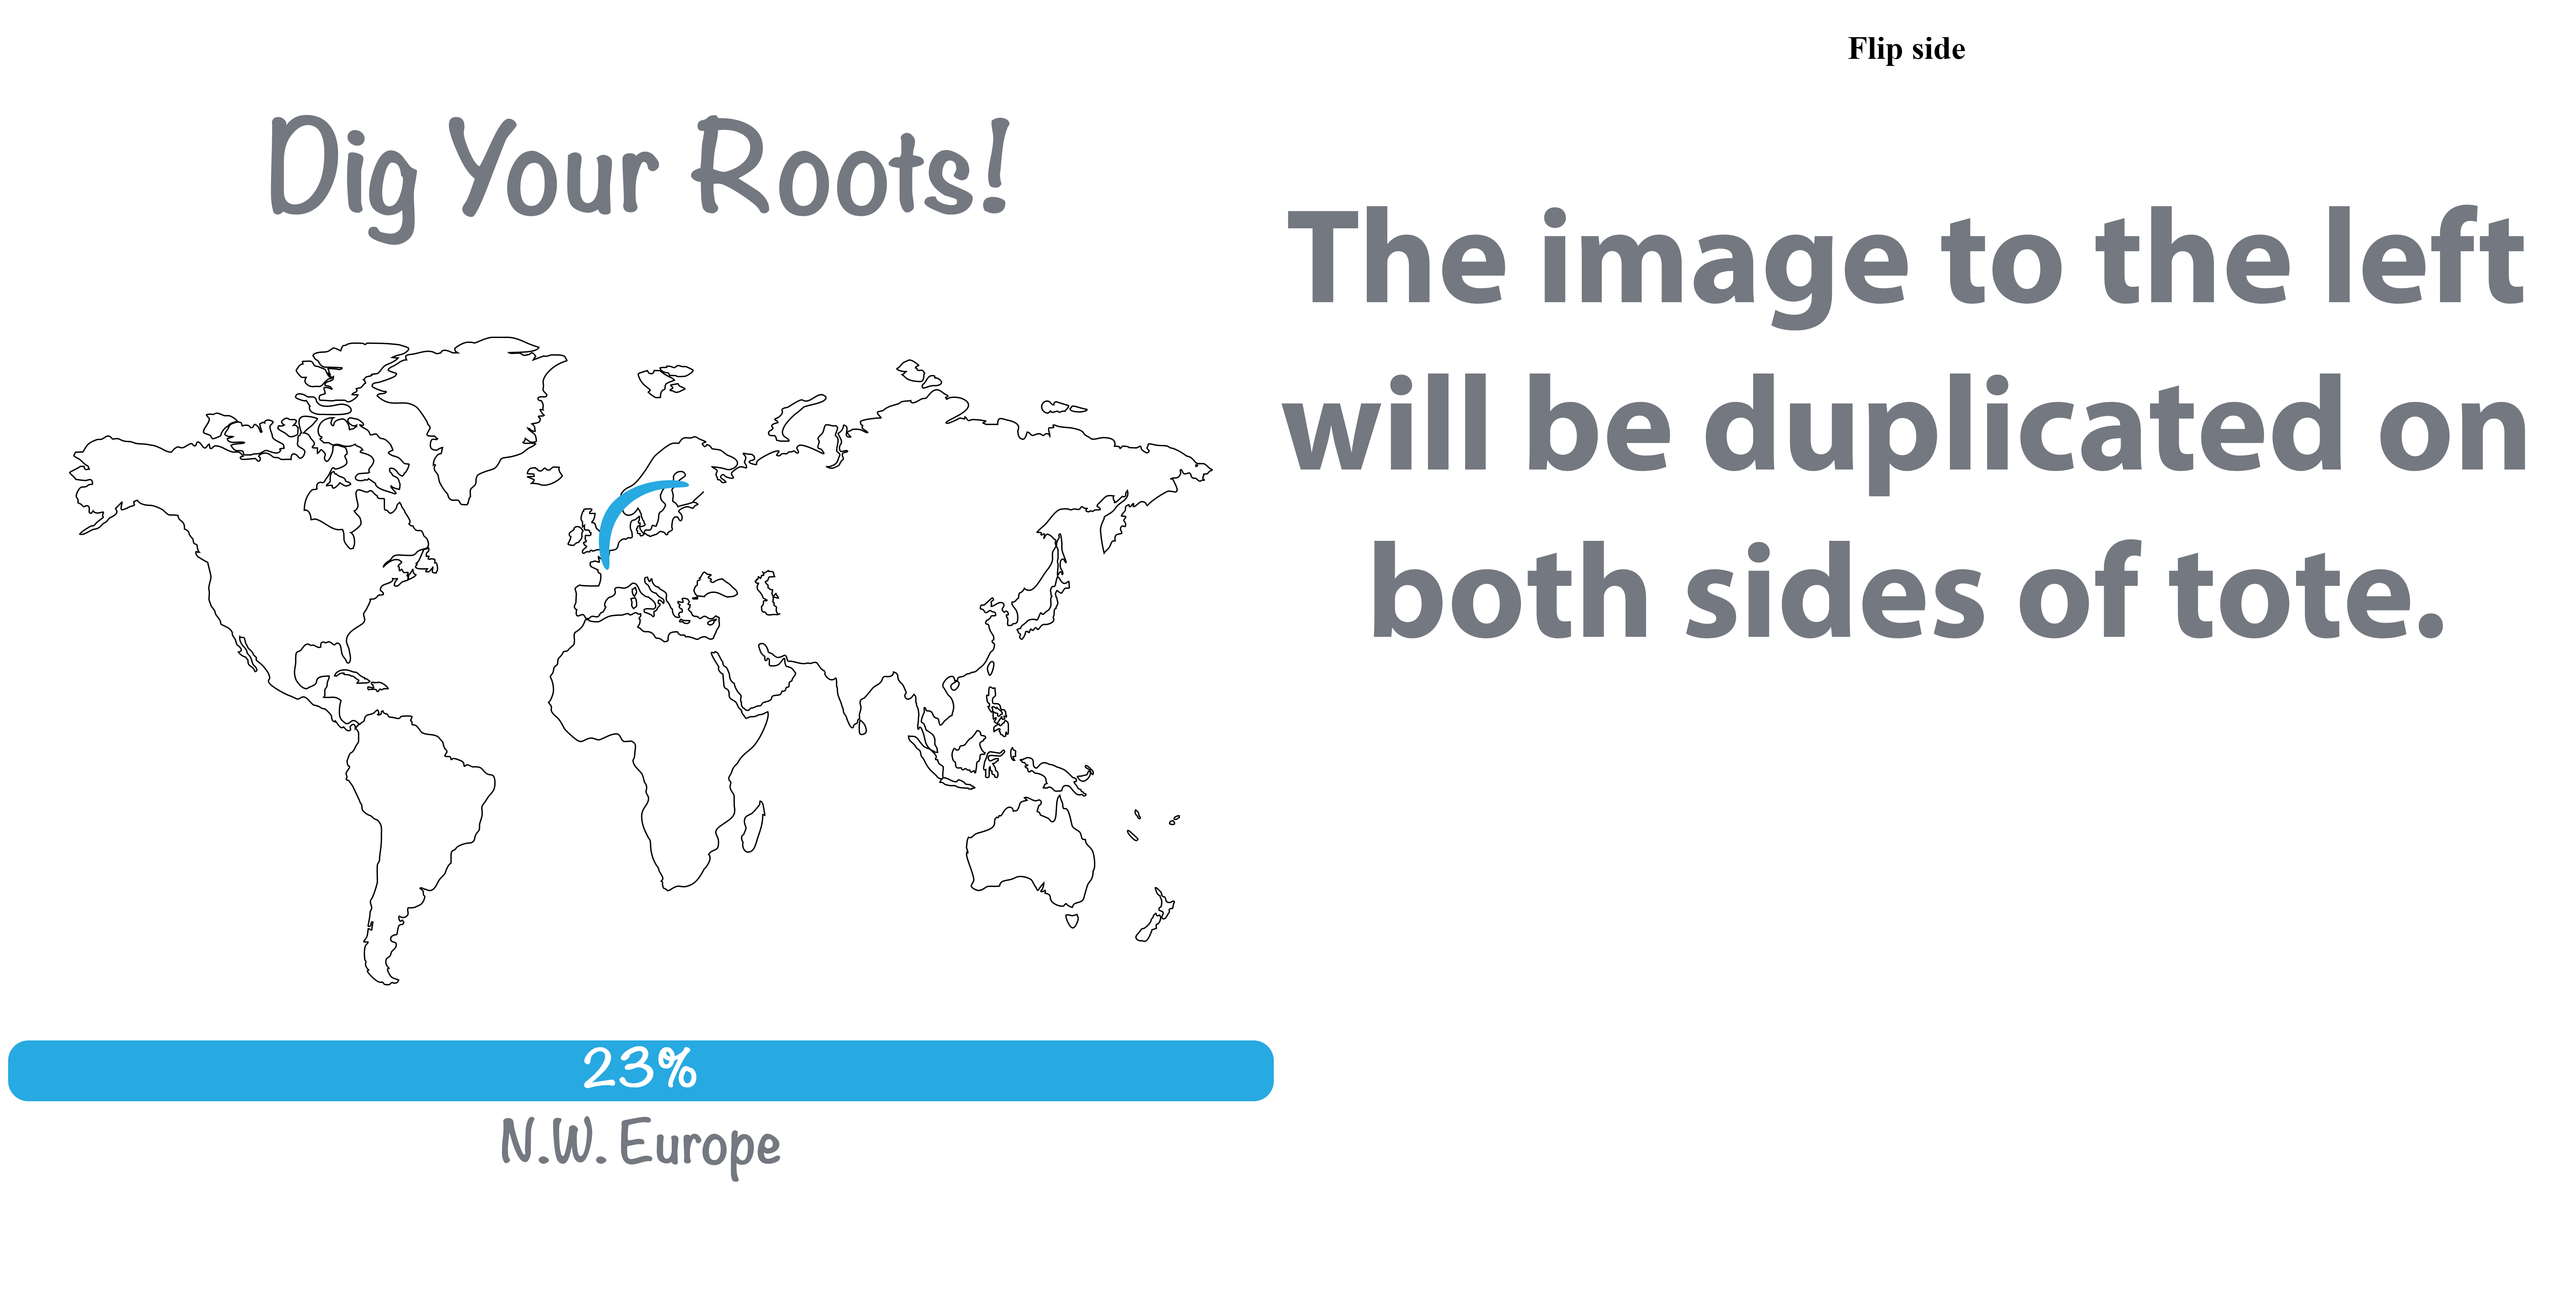 Dig Your Roots!
23%
N.W. Europe
Flip side
The image to the left
will be duplicated on
both sides of tote.